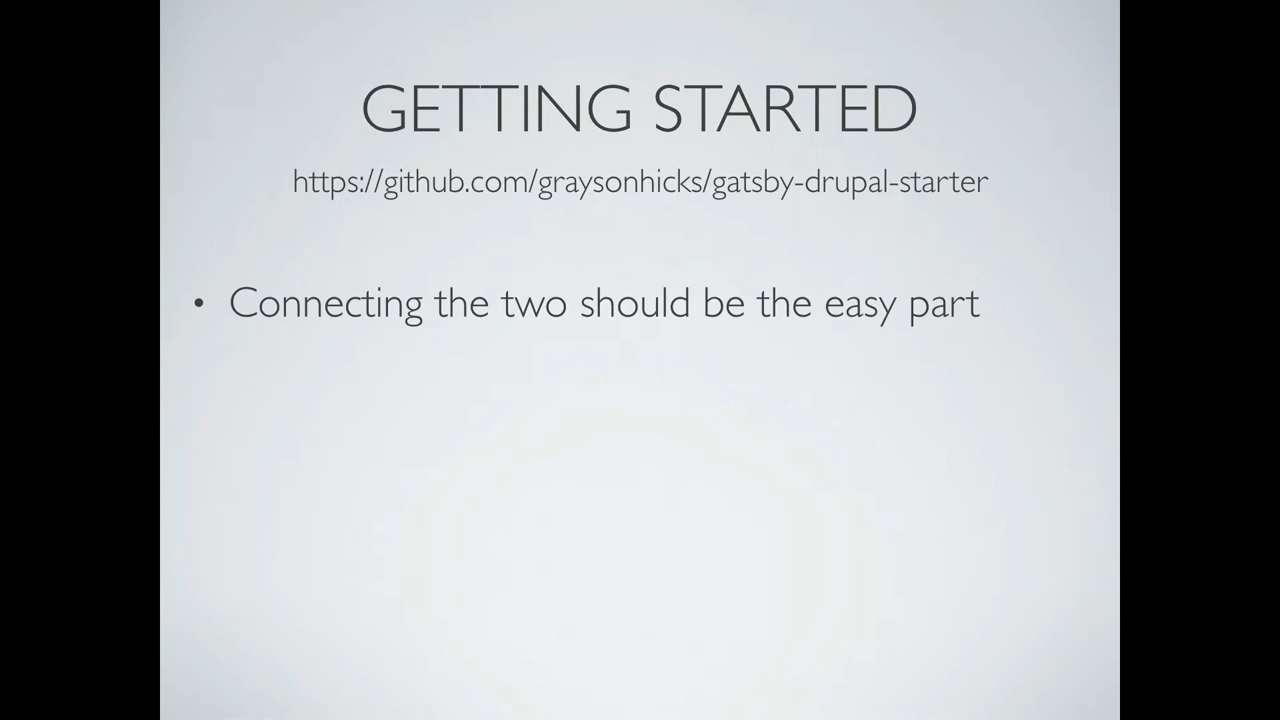 GETTING STARTED
https://github.com/graysonhicks/gatsby-drupal-starter
• Connecting the two should be the easy part